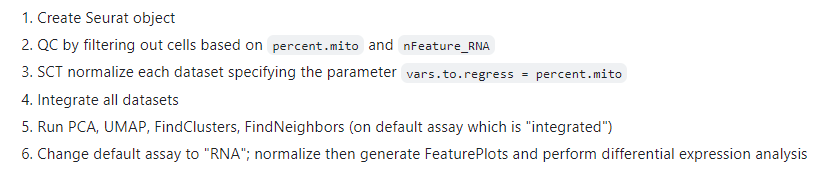 1. Create Seurat object
2. QC by filtering out cells based on percent.mito and nFeature_RNA
3. SCT normalize each dataset specifying the parameter vars.to.regress = percent.mito
4. Integrate all datasets
5. Run PCA, UMAP, FindClusters, FindNeighbors (on default assay which is "integrated")
6. Change default assay to "RNA"; normalize then generate FeaturePlots and perform differential expression analysis